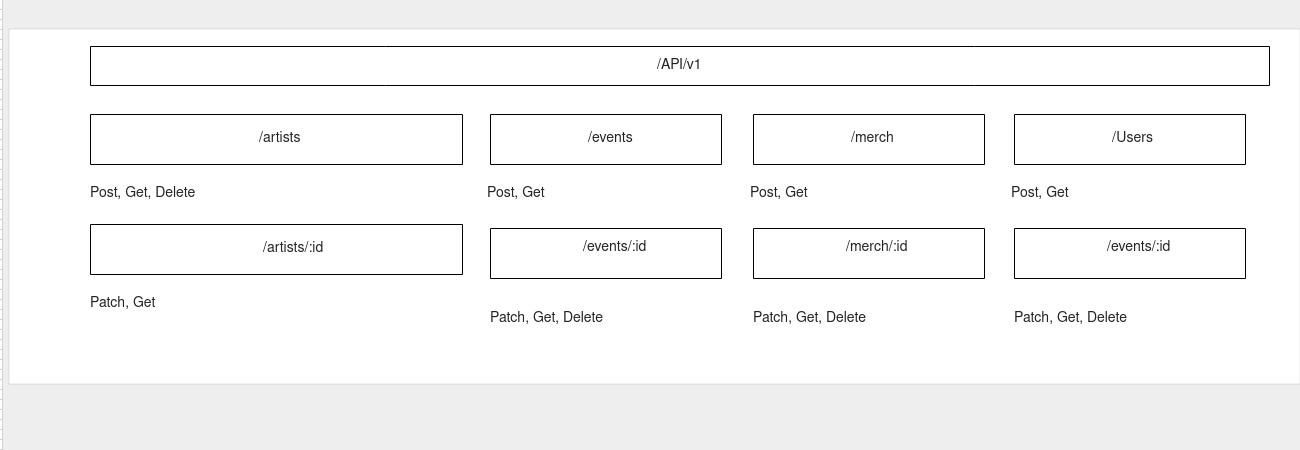 /API/v1
/artists
/events
/merch
/Users
Post, Get, Delete
Post, Get
Post, Get
Post, Get
/artists/:id
/events/:id
/merch/:id
/events/:id
Patch, Get
Patch, Get, Delete
Patch, Get, Delete
Patch, Get, Delete